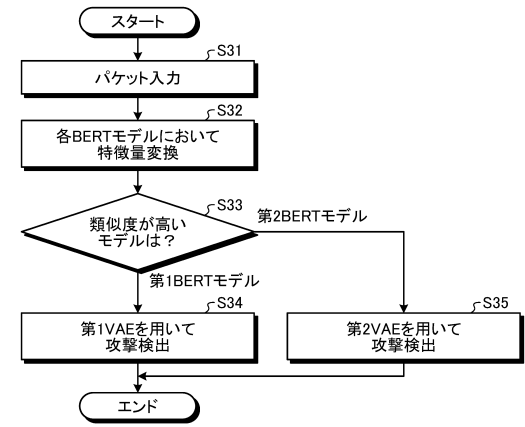 スタート
S31
パケット入力
S32
各BERTモデルにおいて
特徴量変換
S33
類似度が高い
モデルは？
第2BERTモデル
第1BERTモデル
S34
第1VAEを用いて
攻撃検出
S35
第2VAEを用いて
攻撃検出
エンド